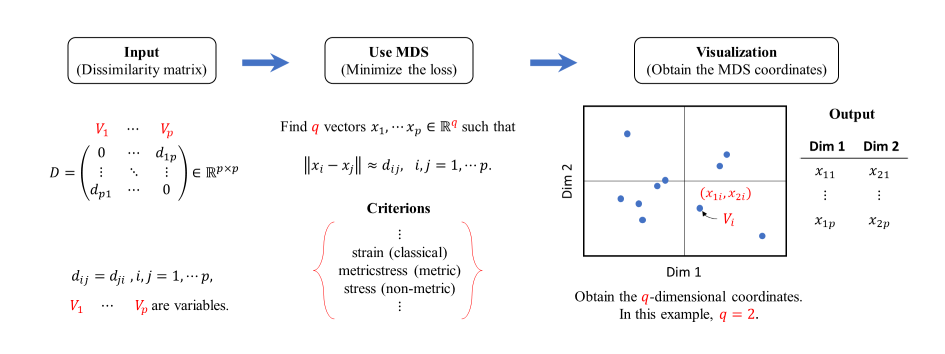 Input
(Dissimilarity matrix)
Use MDS
(Minimize the loss)
Visualization
(Obtain the MDS coordinates)
V₁ ⋯ Vₚ
D = ( 0 ⋯ d₁ₚ
⋮ ⋱ ⋮
dₚ₁ ⋯ 0 ) ∈ ℝᵖˣᵖ
dᵢⱼ = dⱼᵢ , i, j = 1, ⋯ p,
V₁ ⋯ Vₚ are variables.
Find q vectors x₁, ⋯ xₚ ∈ ℝ^q such that
‖xᵢ − xⱼ‖ ≈ dᵢⱼ, i, j = 1, ⋯ p.
Criterions
⋮
strain (classical)
metricstress (metric)
stress (non-metric)
⋮
Dim 2
(x₁ᵢ, x₂ᵢ)
Vᵢ
Dim 1
Obtain the q-dimensional coordinates.
In this example, q = 2.
Output
Dim 1 Dim 2
x₁₁ x₂₁
⋮ ⋮
x₁ₚ x₂ₚ